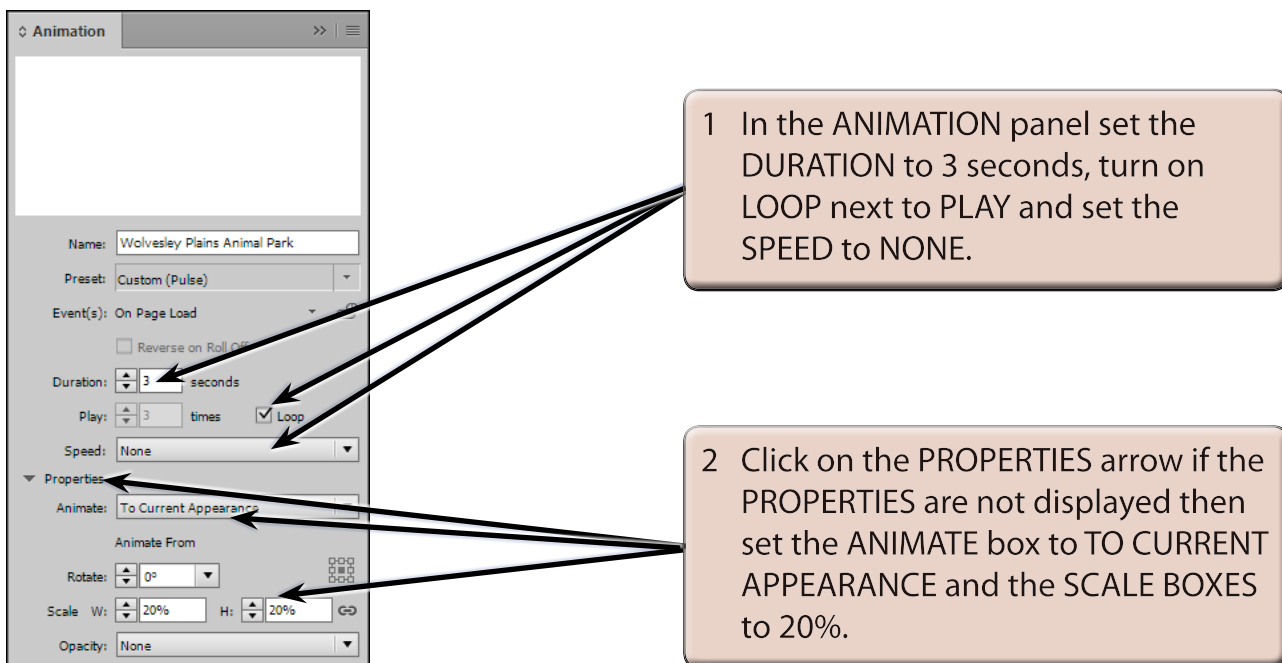 Animation
Name: Wolvesley Plains Animal Park
Preset: Custom (Pulse)
Event(s): On Page Load
Reverse on Roll Off
Duration: 3 seconds
Play: 3 times Loop
Speed: None
Properties
Animate: To Current Appearance
Animate From
Rotate: 0°
Scale W: 20% H: 20%
Opacity: None
1 In the ANIMATION panel set the
DURATION to 3 seconds, turn on
LOOP next to PLAY and set the
SPEED to NONE.
2 Click on the PROPERTIES arrow if the
PROPERTIES are not displayed then
set the ANIMATE box to TO CURRENT
APPEARANCE and the SCALE BOXES
to 20%.